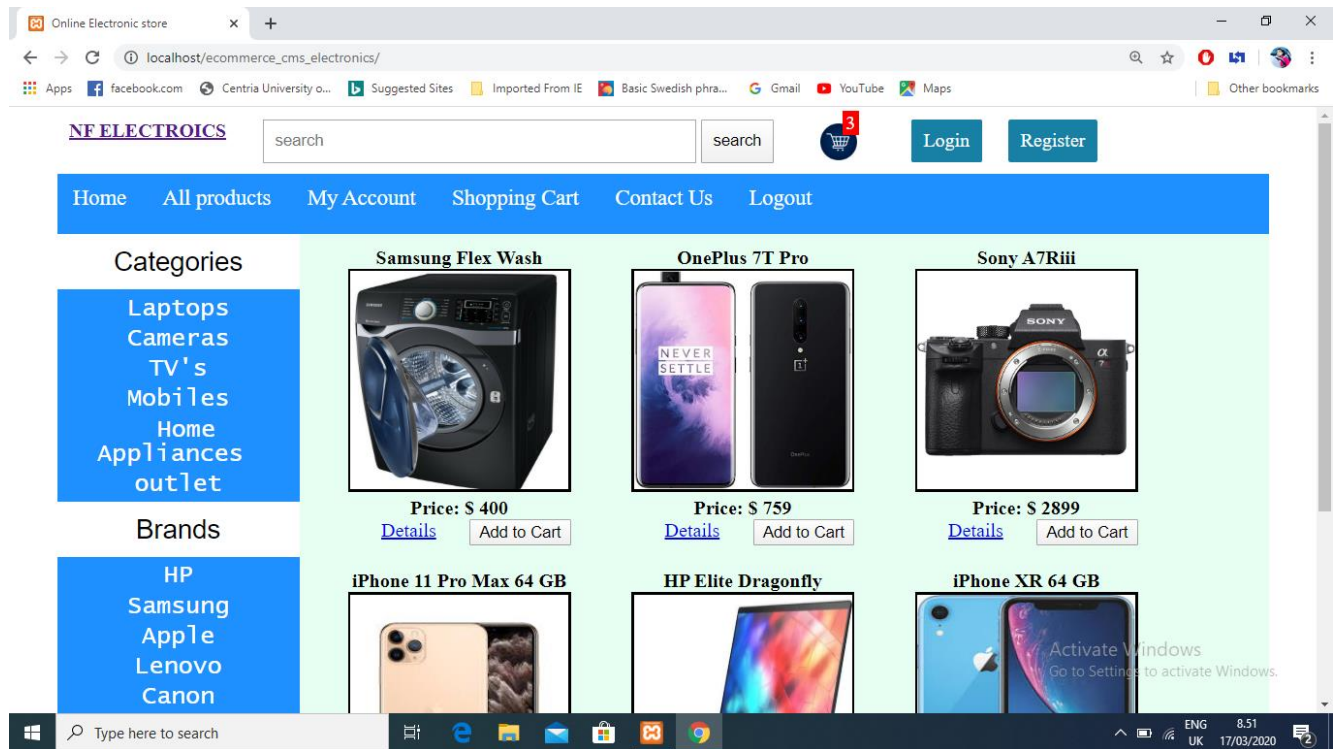 Online Electronic store
localhost/ecommerce_cms_electronics/
Apps facebook.com Centria University o... Suggested Sites Imported From IE Basic Swedish phra... Gmail YouTube Maps Other bookmarks
NF ELECTROICS search search 3 Login Register
Home All products My Account Shopping Cart Contact Us Logout
Categories
Laptops
Cameras
TV's
Mobiles
Home
Appliances
outlet
Brands
HP
Samsung
Apple
Lenovo
Canon
Samsung Flex Wash OnePlus 7T Pro Sony A7Riii
NEVER
SETTLE
OnePlus
SONY
α
Price: $ 400 Price: $ 759 Price: $ 2899
Details Add to Cart Details Add to Cart Details Add to Cart
iPhone 11 Pro Max 64 GB HP Elite Dragonfly iPhone XR 64 GB
Activate Windows
Go to Settings to activate Windows.
Type here to search
ENG 8.51
UK 17/03/2020 2